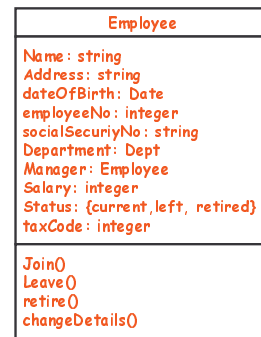 Employee
Name: string
Address: string
dateOfBirth: Date
employeeNo: integer
socialSecuriyNo: string
Department: Dept
Manager: Employee
Salary: integer
Status: {current,left, retired}
taxCode: integer
Join()
Leave()
retire()
changeDetails()